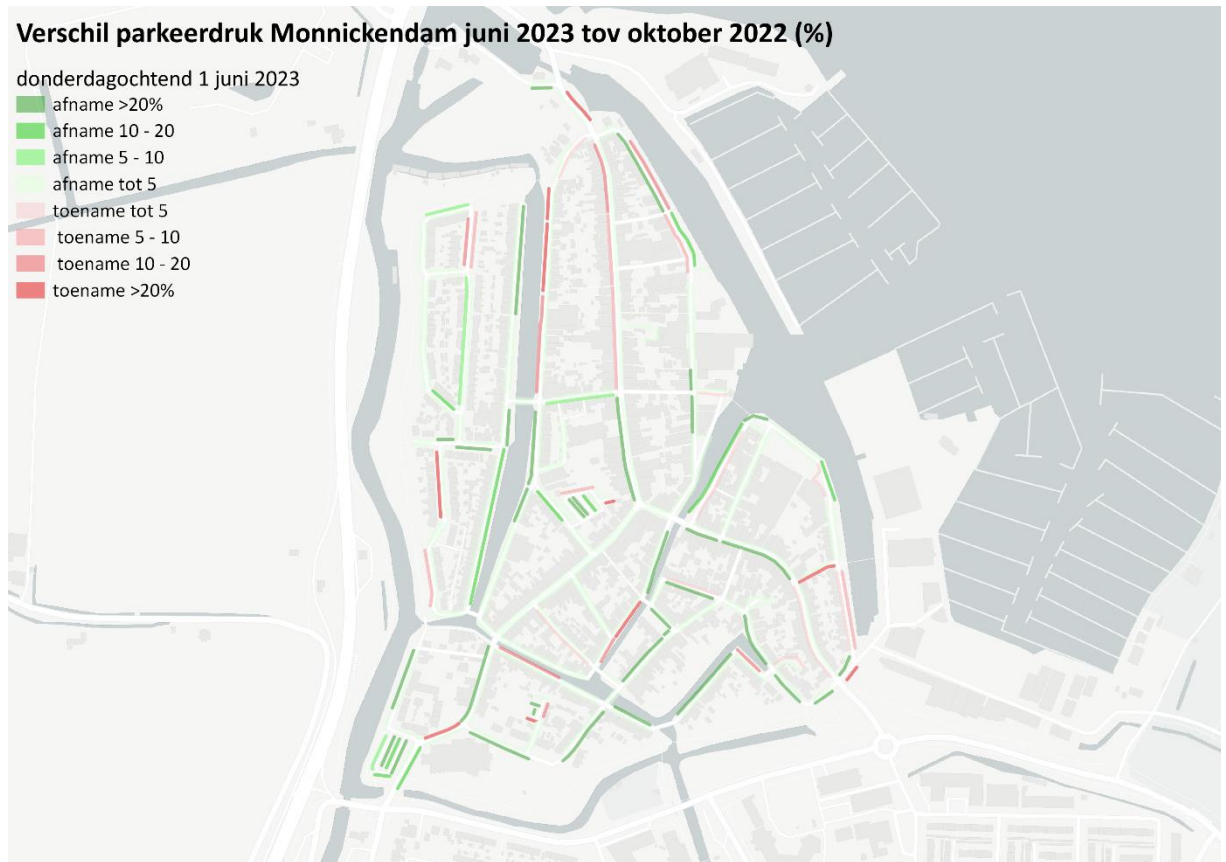 Verschil parkeerdruk Monnickendam juni 2023 tov oktober 2022 (%)
donderdagochtend 1 juni 2023
afname >20%
afname 10 - 20
afname 5 - 10
afname tot 5
toename tot 5
toename 5 - 10
toename 10 - 20
toename >20%